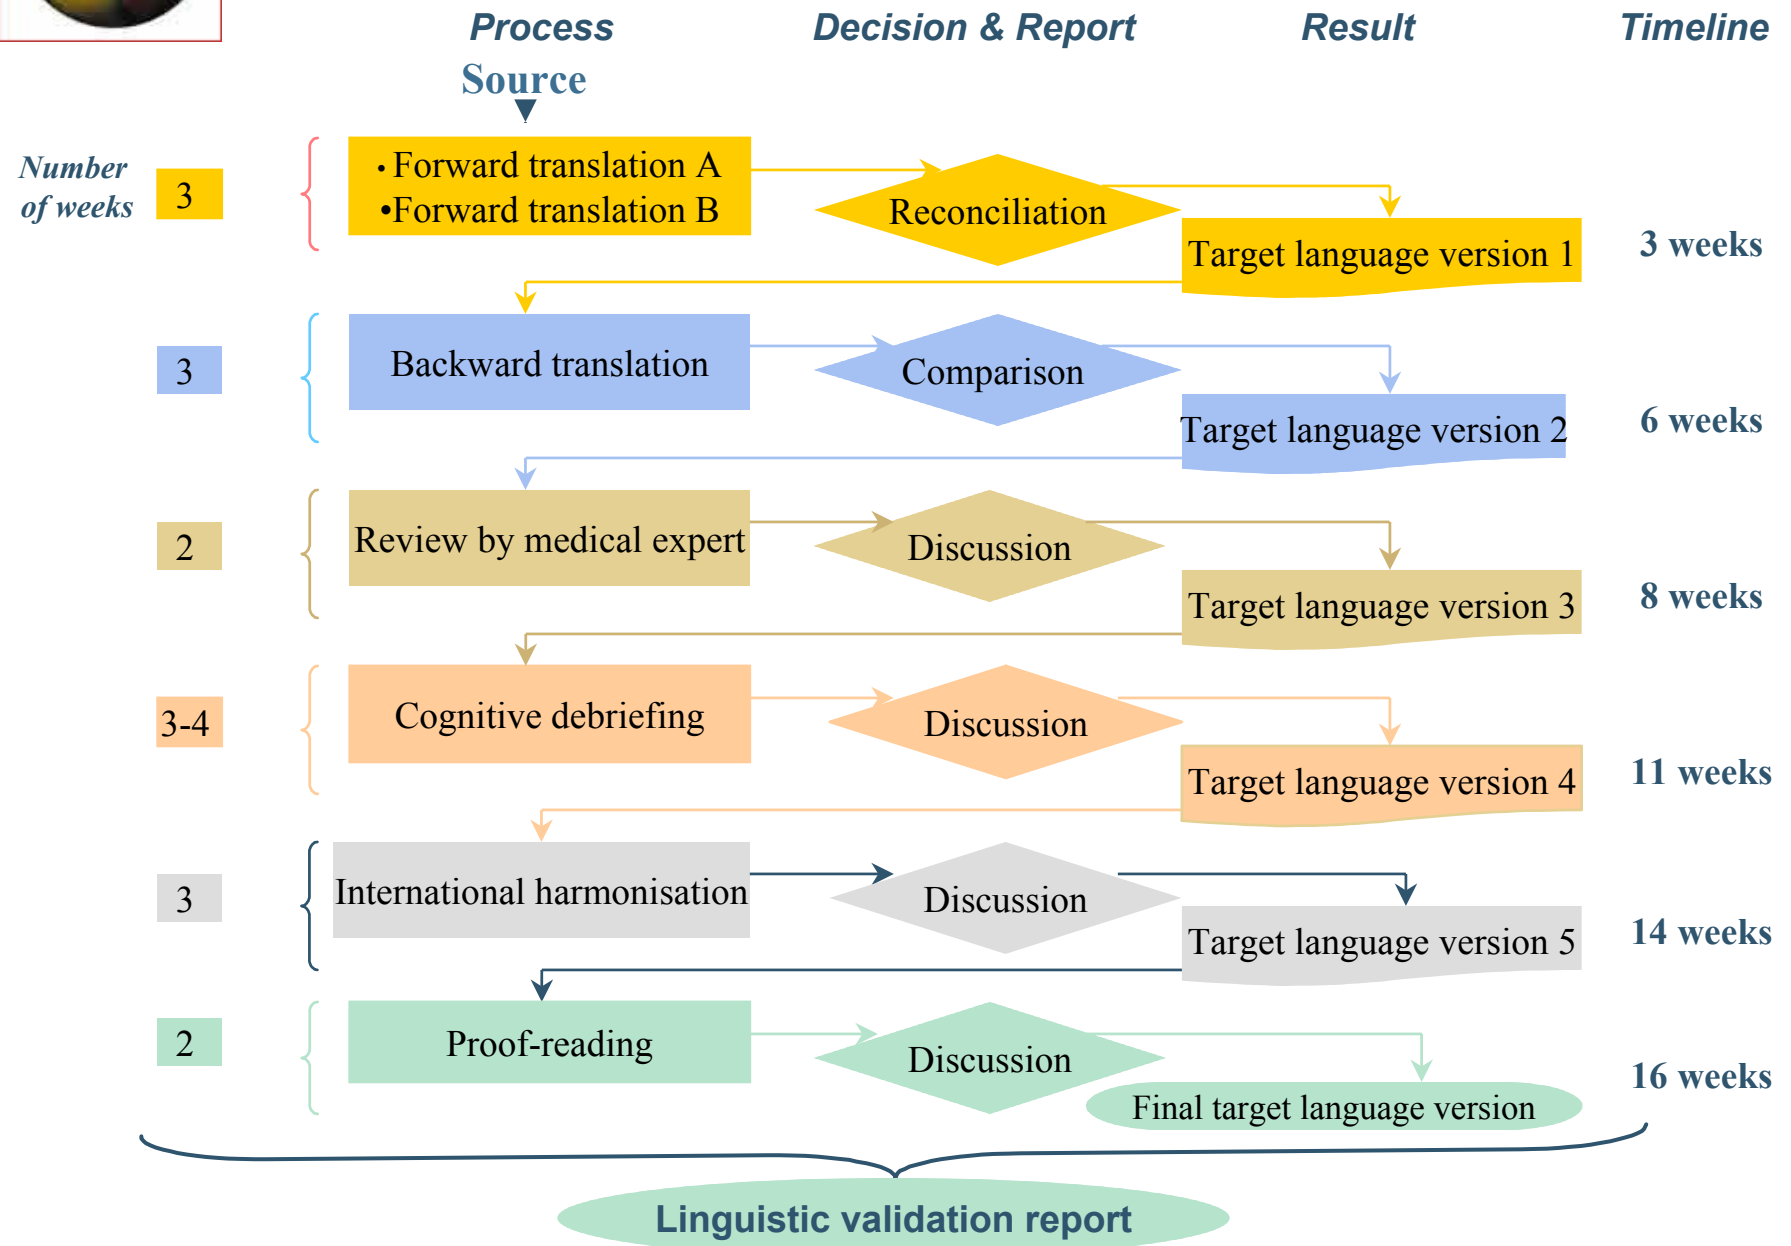 Process Decision & Report Result Timeline
Source
Number
of weeks
3
• Forward translation A
•Forward translation B
Reconciliation
Target language version 1
3 weeks
3
Backward translation
Comparison
Target language version 2
6 weeks
2
Review by medical expert
Discussion
Target language version 3
8 weeks
3-4
Cognitive debriefing
Discussion
Target language version 4
11 weeks
3
International harmonisation
Discussion
Target language version 5
14 weeks
2
Proof-reading
Discussion
Final target language version
16 weeks
Linguistic validation report